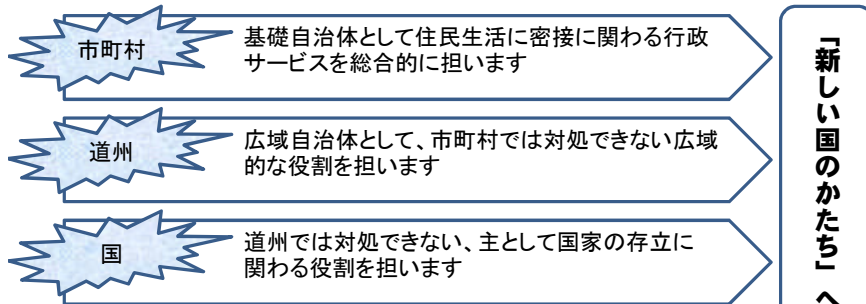 市町村
基礎自治体として住民生活に密接に関わる行政
サービスを総合的に担います
道州
広域自治体として、市町村では対処できない広域
的な役割を担います
国
道州では対処できない、主として国家の存立に
関わる役割を担います
「新しい国のかたち」へ